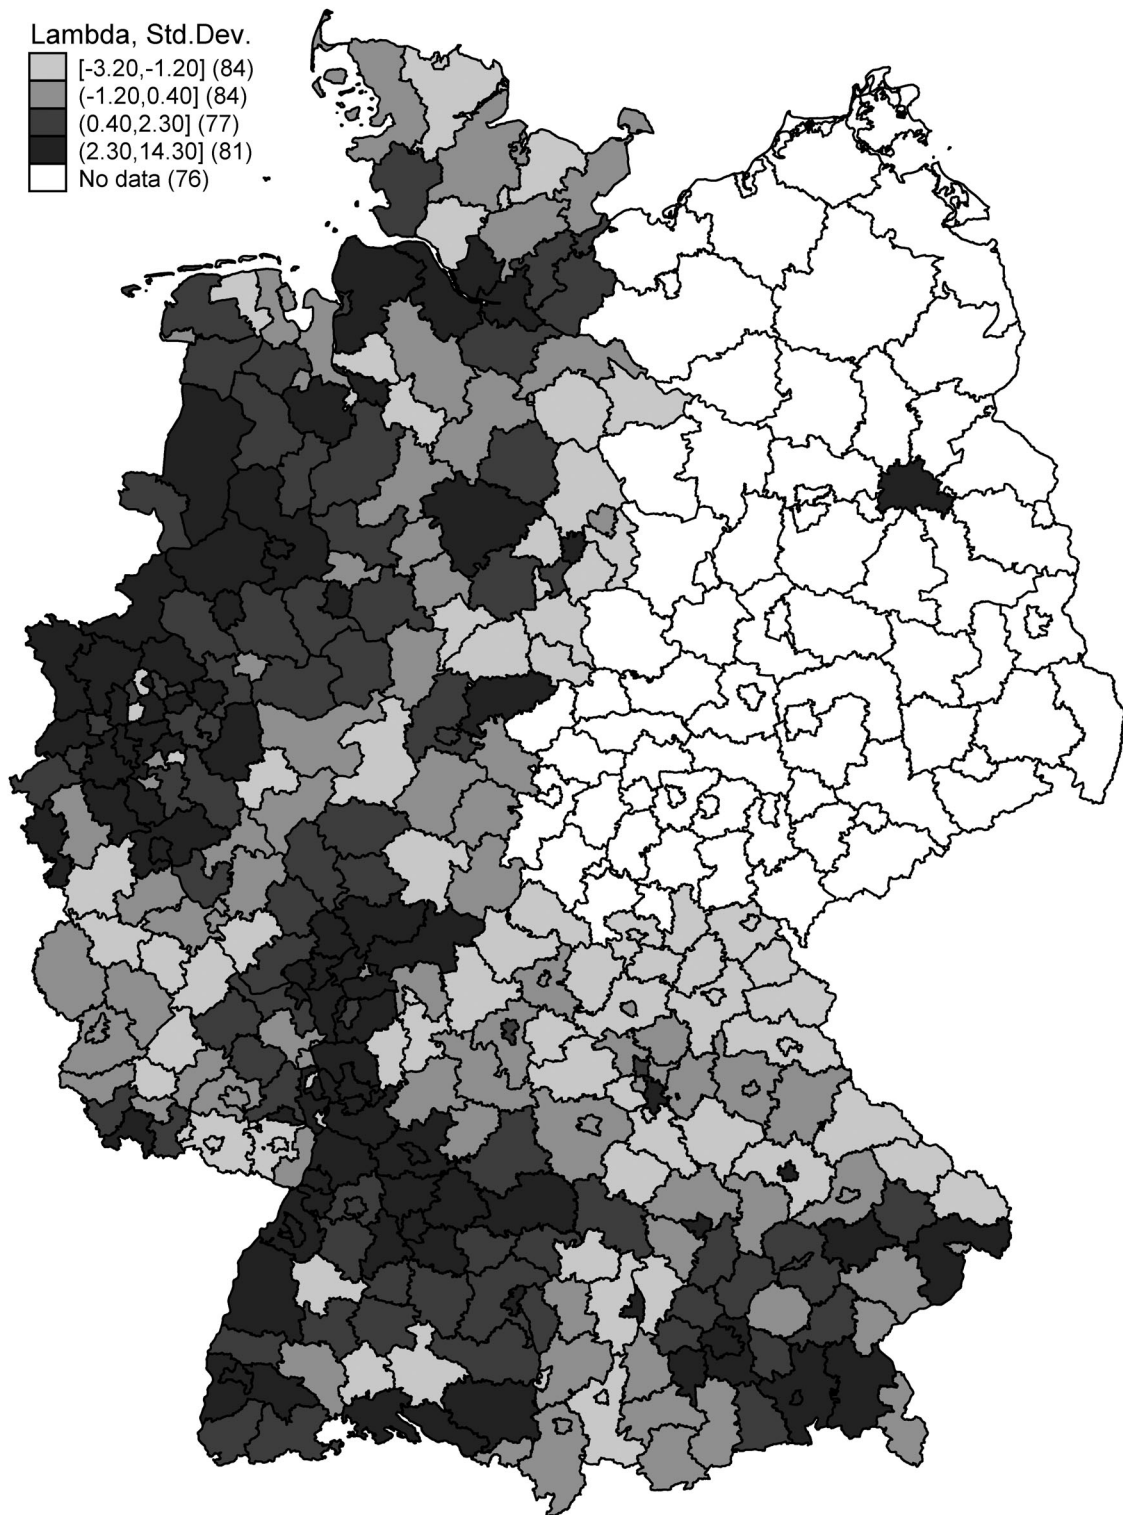 Lambda, Std.Dev.
[-3.20,-1.20] (84)
(-1.20,0.40] (84)
(0.40,2.30] (77)
(2.30,14.30] (81)
No data (76)